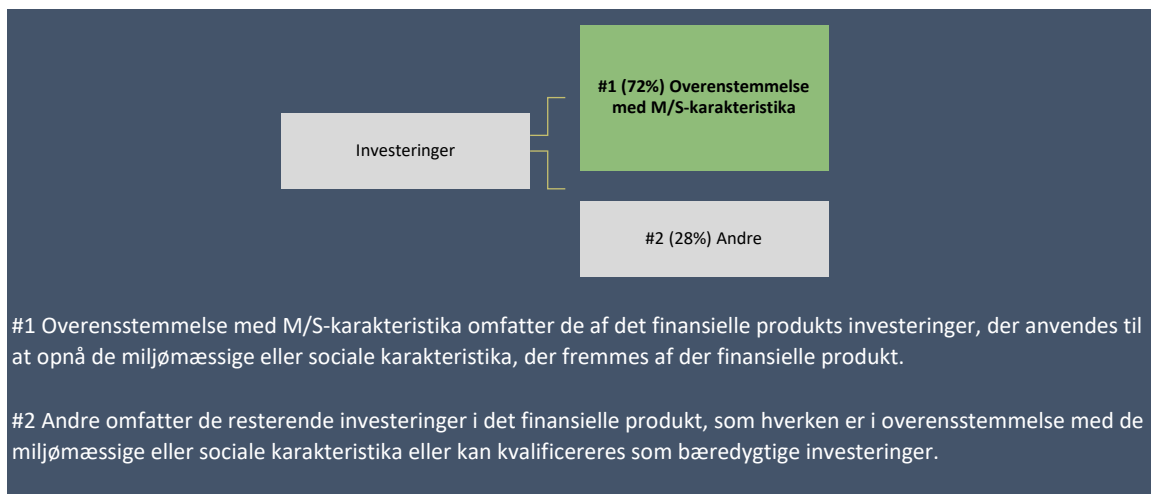 #1 (72%) Overenstemmelse
med M/S-karakteristika
Investeringer
#2 (28%) Andre
#1 Overensstemmelse med M/S-karakteristika omfatter de af det finansielle produkts investeringer, der anvendes til
at opnå de miljømæssige eller sociale karakteristika, der fremmes af der finansielle produkt.
#2 Andre omfatter de resterende investeringer i det finansielle produkt, som hverken er i overensstemmelse med de
miljømæssige eller sociale karakteristika eller kan kvalificereres som bæredygtige investeringer.